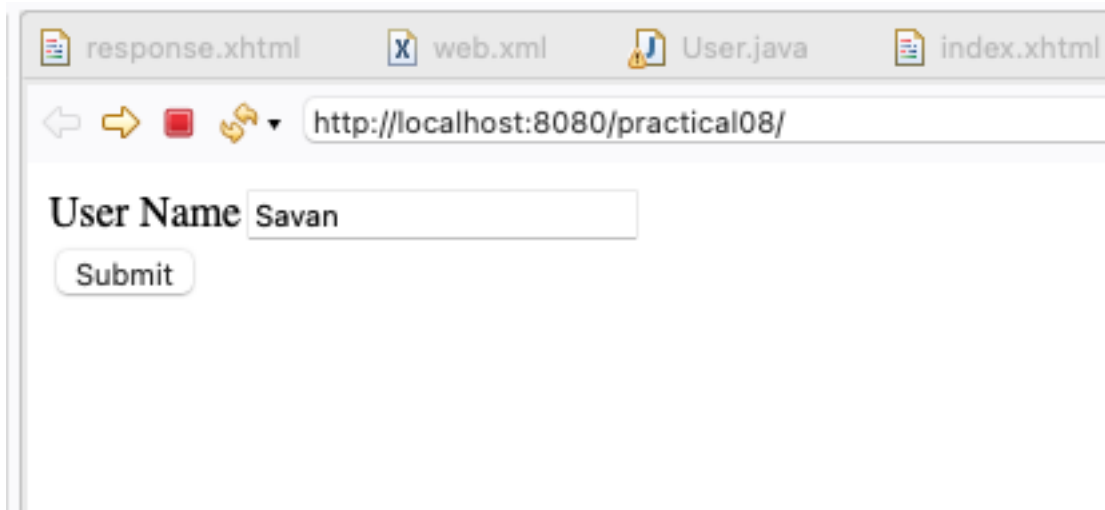 response.xhtml web.xml User.java index.xhtml
http://localhost:8080/practical08/
User Name Savan
Submit